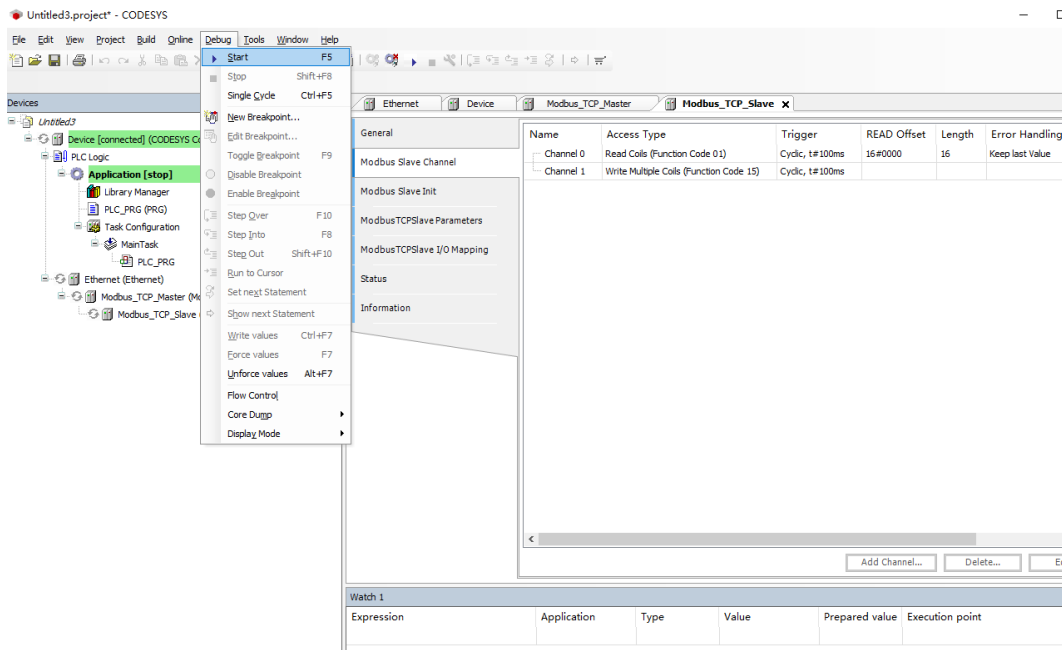 Untitled3.project* - CODESYS
File Edit View Project Build Online Debug Tools Window Help
Start F5
Stop Shift+F8
Single Cycle Ctrl+F5
New Breakpoint...
Edit Breakpoint...
Toggle Breakpoint F9
Disable Breakpoint
Enable Breakpoint
Step Over F10
Step Into F8
Step Out Shift+F10
Run to Cursor
Set next Statement
Show next Statement
Write values Ctrl+F7
Force values F7
Unforce values Alt+F7
Flow Control
Core Dump
Display Mode
Devices
Untitled3
Device [connected] (CODESYS Co
PLC Logic
Application [stop]
Library Manager
PLC_PRG (PRG)
Task Configuration
MainTask
PLC_PRG
Ethernet (Ethernet)
Modbus_TCP_Master (Mo
Modbus_TCP_Slave
Ethernet Device Modbus_TCP_Master Modbus_TCP_Slave
General
Modbus Slave Channel
Modbus Slave Init
ModbusTCPSlave Parameters
ModbusTCPSlave I/O Mapping
Status
Information
Name Access Type Trigger READ Offset Length Error Handling
Channel 0 Read Coils (Function Code 01) Cyclic, t#100ms 16#0000 16 Keep last Value
Channel 1 Write Multiple Coils (Function Code 15) Cyclic, t#100ms
Add Channel... Delete... E
Watch 1
Expression Application Type Value Prepared value Execution point